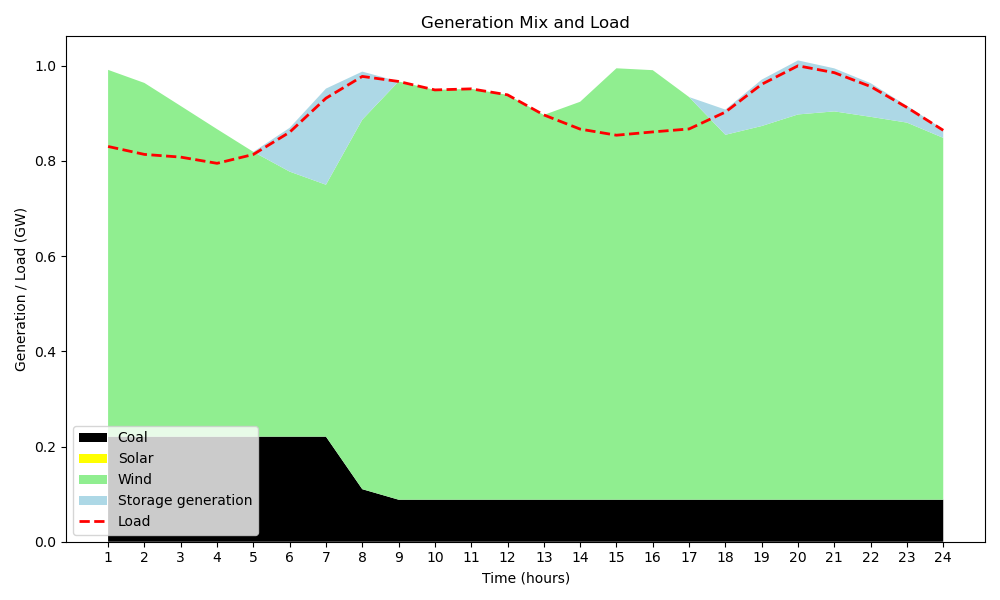 Generation Mix and Load
Generation / Load (GW)
1.0
0.8
0.6
0.4
0.2
0.0
Coal
Solar
Wind
Storage generation
Load
1 2 3 4 5 6 7 8 9 10 11 12 13 14 15 16 17 18 19 20 21 22 23 24
Time (hours)